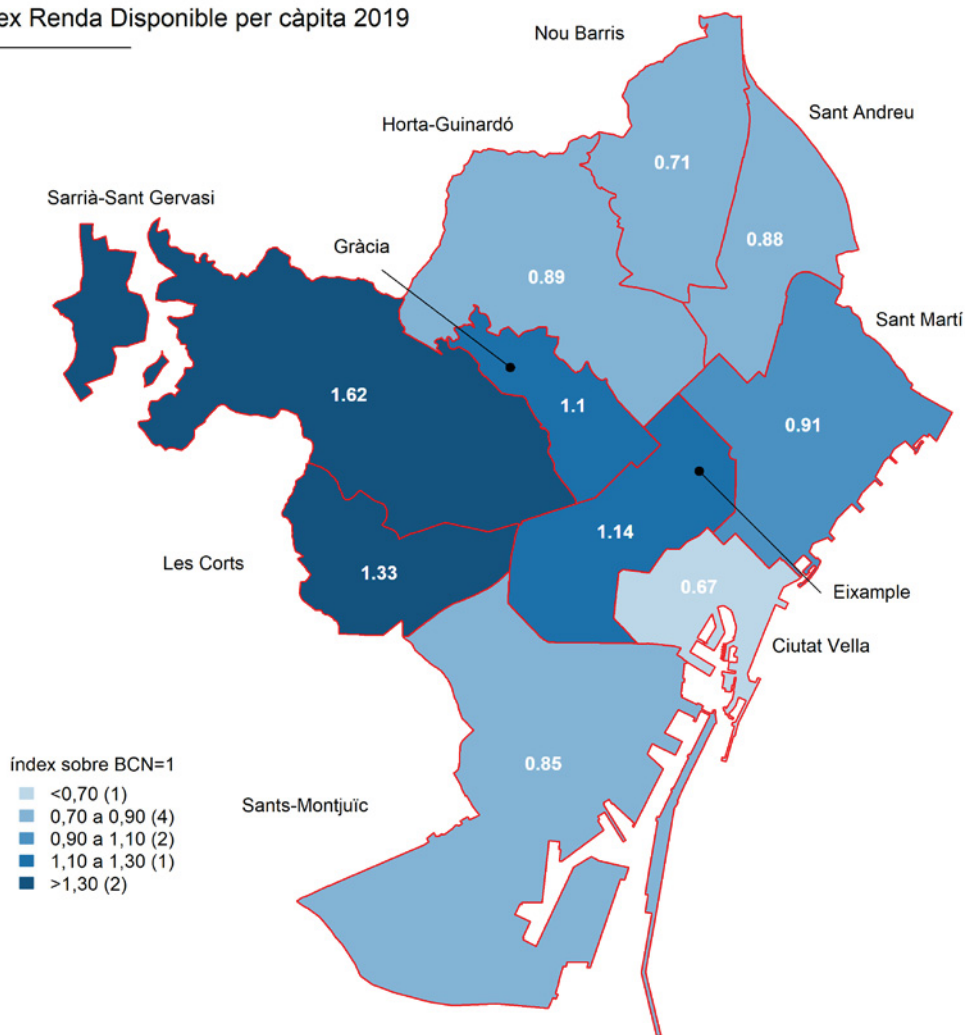 ex Renda Disponible per càpita 2019
Nou Barris
Sant Andreu
Horta-Guinardó
0.71
Sarrià-Sant Gervasi
Gràcia
0.88
0.89
Sant Martí
1.62
1.1
0.91
1.14
Les Corts
1.33
0.67
Eixample
Ciutat Vella
0.85
índex sobre BCN=1
<0,70 (1)
0,70 a 0,90 (4)
Sants-Montjuïc
0,90 a 1,10 (2)
1,10 a 1,30 (1)
>1,30 (2)